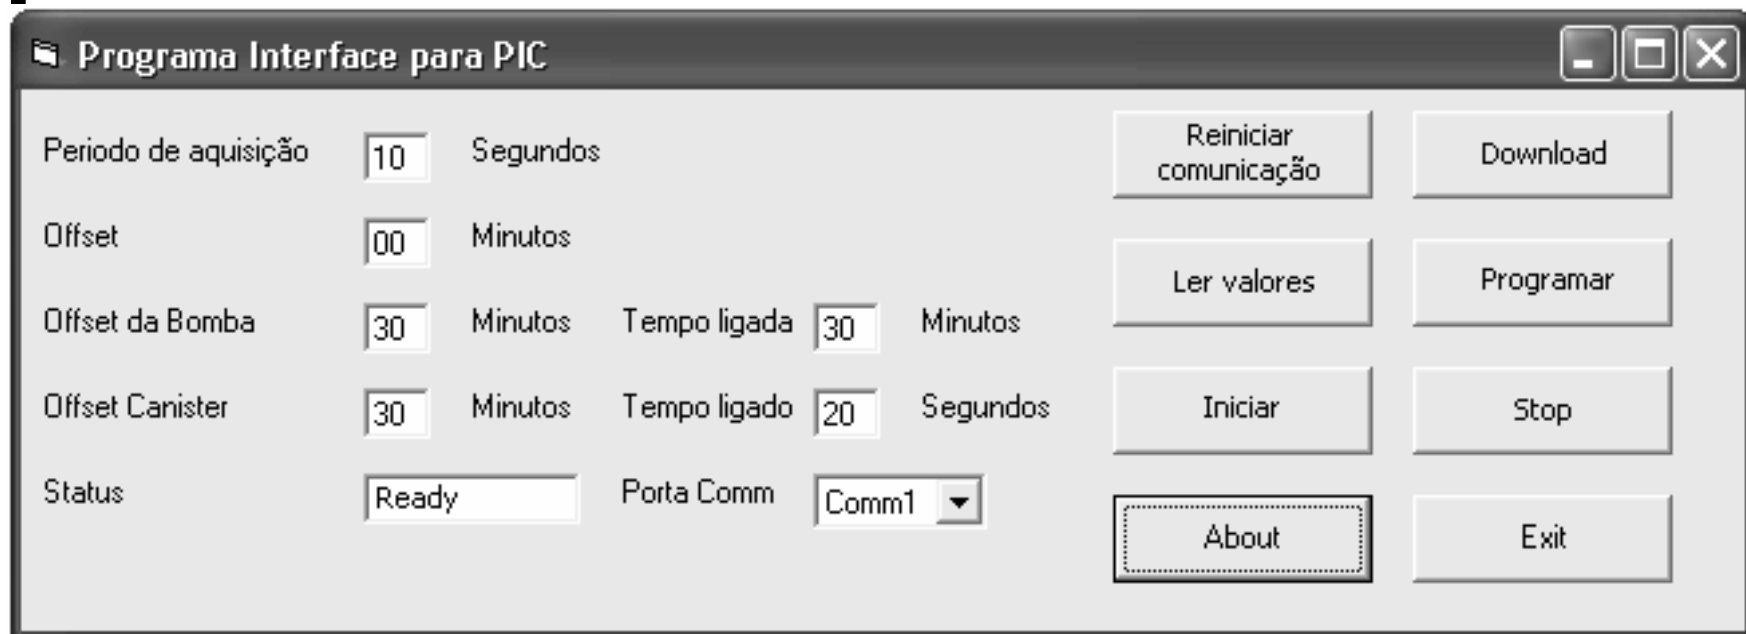 Programa Interface para PIC
Periodo de aquisição 10 Segundos
Offset 00 Minutos
Offset da Bomba 30 Minutos Tempo ligada 30 Minutos
Offset Canister 30 Minutos Tempo ligado 20 Segundos
Status Ready Porta Comm Comm1
Reiniciar
comunicação
Download
Ler valores
Programar
Iniciar
Stop
About
Exit